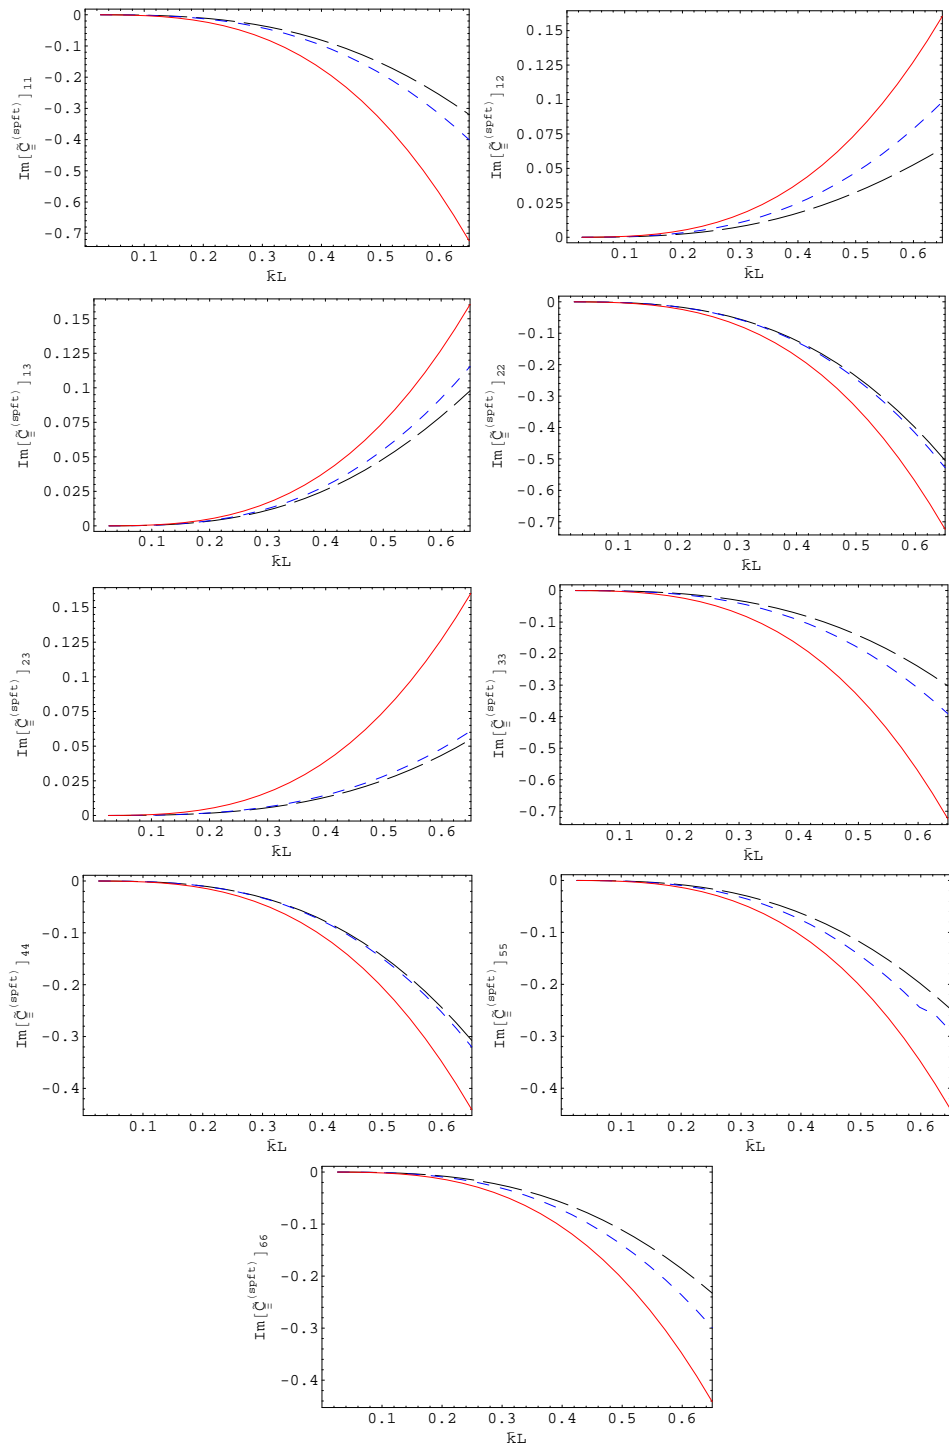 0
-0.1
-0.2
-0.3
-0.4
-0.5
-0.6
-0.7
0.1 0.2 0.3 0.4 0.5 0.6
k̄L
Im[C̳̃^(spft)]₁₁
0.15
0.125
0.1
0.075
0.05
0.025
0
0.1 0.2 0.3 0.4 0.5 0.6
k̄L
Im[C̳̃^(spft)]₁₂
0.15
0.125
0.1
0.075
0.05
0.025
0
0.1 0.2 0.3 0.4 0.5 0.6
k̄L
Im[C̳̃^(spft)]₁₃
0
-0.1
-0.2
-0.3
-0.4
-0.5
-0.6
-0.7
0.1 0.2 0.3 0.4 0.5 0.6
k̄L
Im[C̳̃^(spft)]₂₂
0.15
0.125
0.1
0.075
0.05
0.025
0
0.1 0.2 0.3 0.4 0.5 0.6
k̄L
Im[C̳̃^(spft)]₂₃
0
-0.1
-0.2
-0.3
-0.4
-0.5
-0.6
-0.7
0.1 0.2 0.3 0.4 0.5 0.6
k̄L
Im[C̳̃^(spft)]₃₃
0
-0.1
-0.2
-0.3
-0.4
0.1 0.2 0.3 0.4 0.5 0.6
k̄L
Im[C̳̃^(spft)]₄₄
0
-0.1
-0.2
-0.3
-0.4
0.1 0.2 0.3 0.4 0.5 0.6
k̄L
Im[C̳̃^(spft)]₅₅
0
-0.1
-0.2
-0.3
-0.4
0.1 0.2 0.3 0.4 0.5 0.6
k̄L
Im[C̳̃^(spft)]₆₆